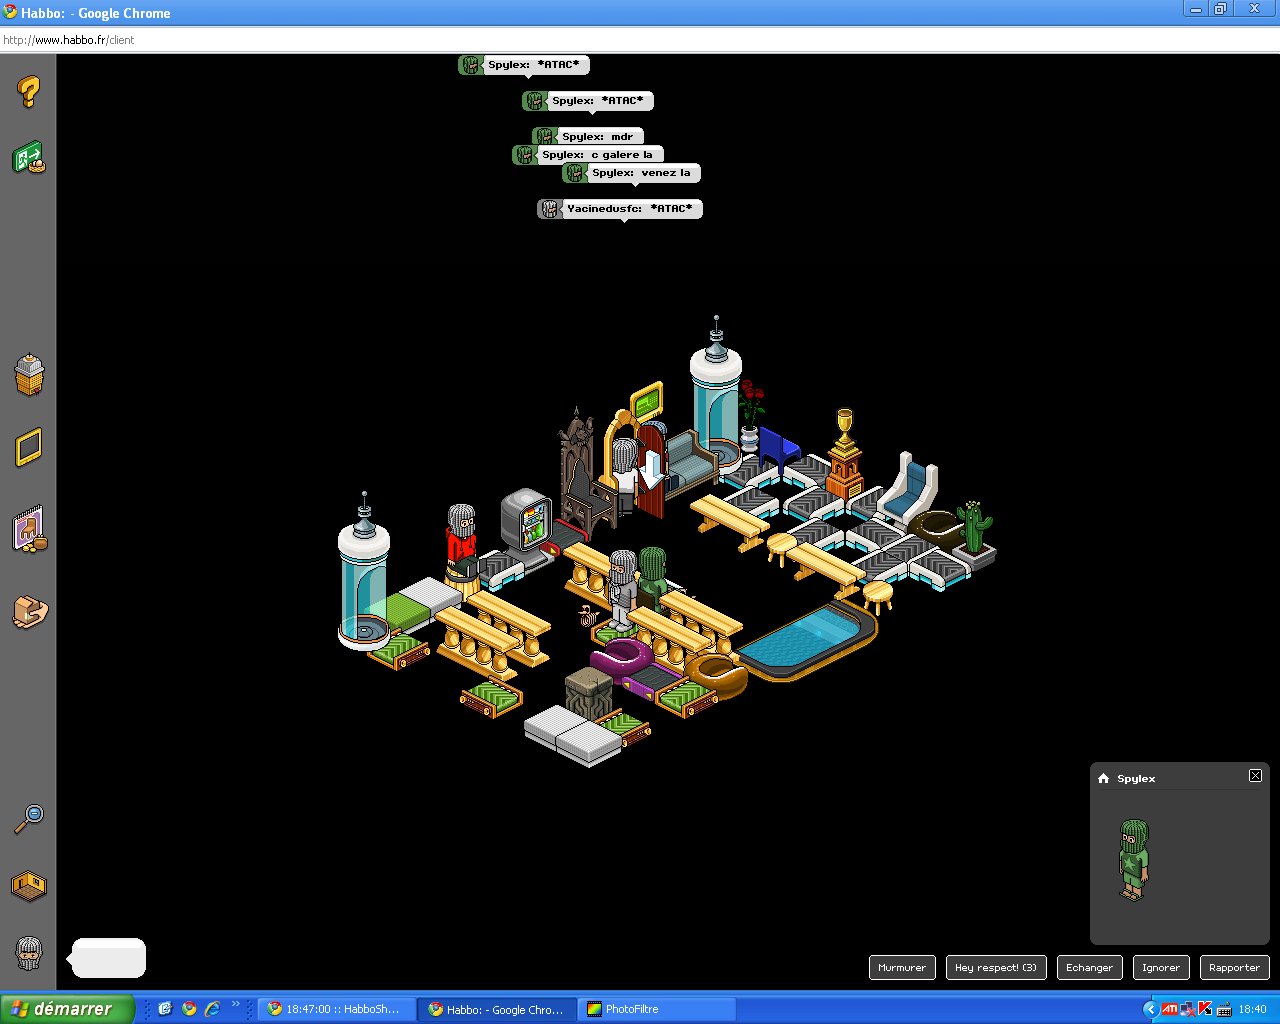 Habbo: - Google Chrome
http://www.habbo.fr/client
Spylex: *ATAC*
Spylex: *ATAC*
Spylex: mdr
Spylex: c galere la
Spylex: venez la
Yacinedusfc: *ATAC*
Spylex
Murmurer
Hey respect! (3)
Echanger
Ignorer
Rapporter
démarrer
18:47:00 :: HabboSh...
Habbo: - Google Chro...
PhotoFiltre
ATI
18:40